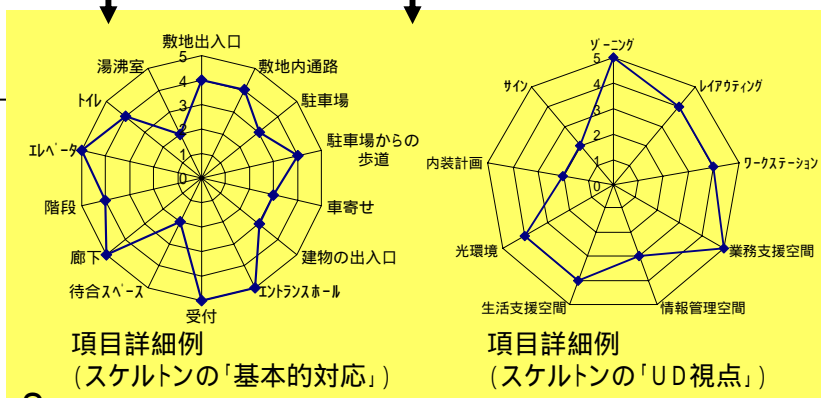 敷地出入口
敷地内通路
駐車場
駐車場からの
歩道
車寄せ
建物の出入口
ｴﾝﾄﾗﾝｽﾎｰﾙ
受付
待合ｽﾍﾟｰｽ
廊下
階段
ｴﾚﾍﾞｰﾀ
ﾄｲﾚ
湯沸室
5
4
3
2
1
0
項目詳細例
(スケルトンの｢基本的対応｣)
ｿﾞｰﾆﾝｸﾞ
ﾚｲｱｳﾃｨﾝｸﾞ
ﾜｰｸｽﾃｰｼｮﾝ
業務支援空間
情報管理空間
生活支援空間
光環境
内装計画
ｻｲﾝ
5
4
3
2
1
0
項目詳細例
(スケルトンの｢UD視点｣)